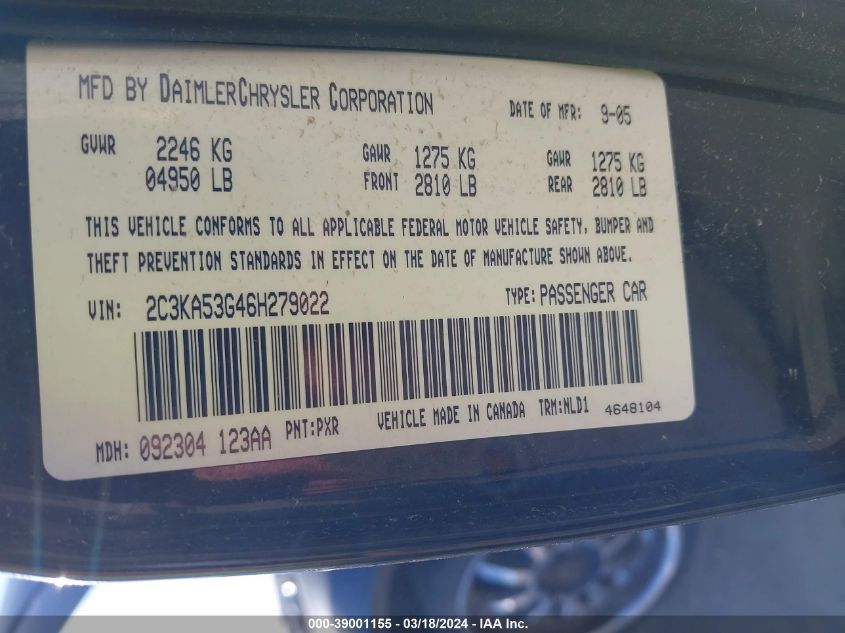 MFD BY DAIMLERCHRYSLER CORPORATION DATE OF MFR: 9-05
GVWR 2246 KG GAWR 1275 KG GAWR 1275 KG
04950 LB FRONT 2810 LB REAR 2810 LB
THIS VEHICLE CONFORMS TO ALL APPLICABLE FEDERAL MOTOR VEHICLE SAFETY, BUMPER AND
THEFT PREVENTION STANDARDS IN EFFECT ON THE DATE OF MANUFACTURE SHOWN ABOVE.
VIN: 2C3KA53G46H279022 TYPE: PASSENGER CAR
MDH: 092304 123AA PNT:PXR VEHICLE MADE IN CANADA TRM:NLD1 4648104
000-39001155 - 03/18/2024 - IAA Inc.